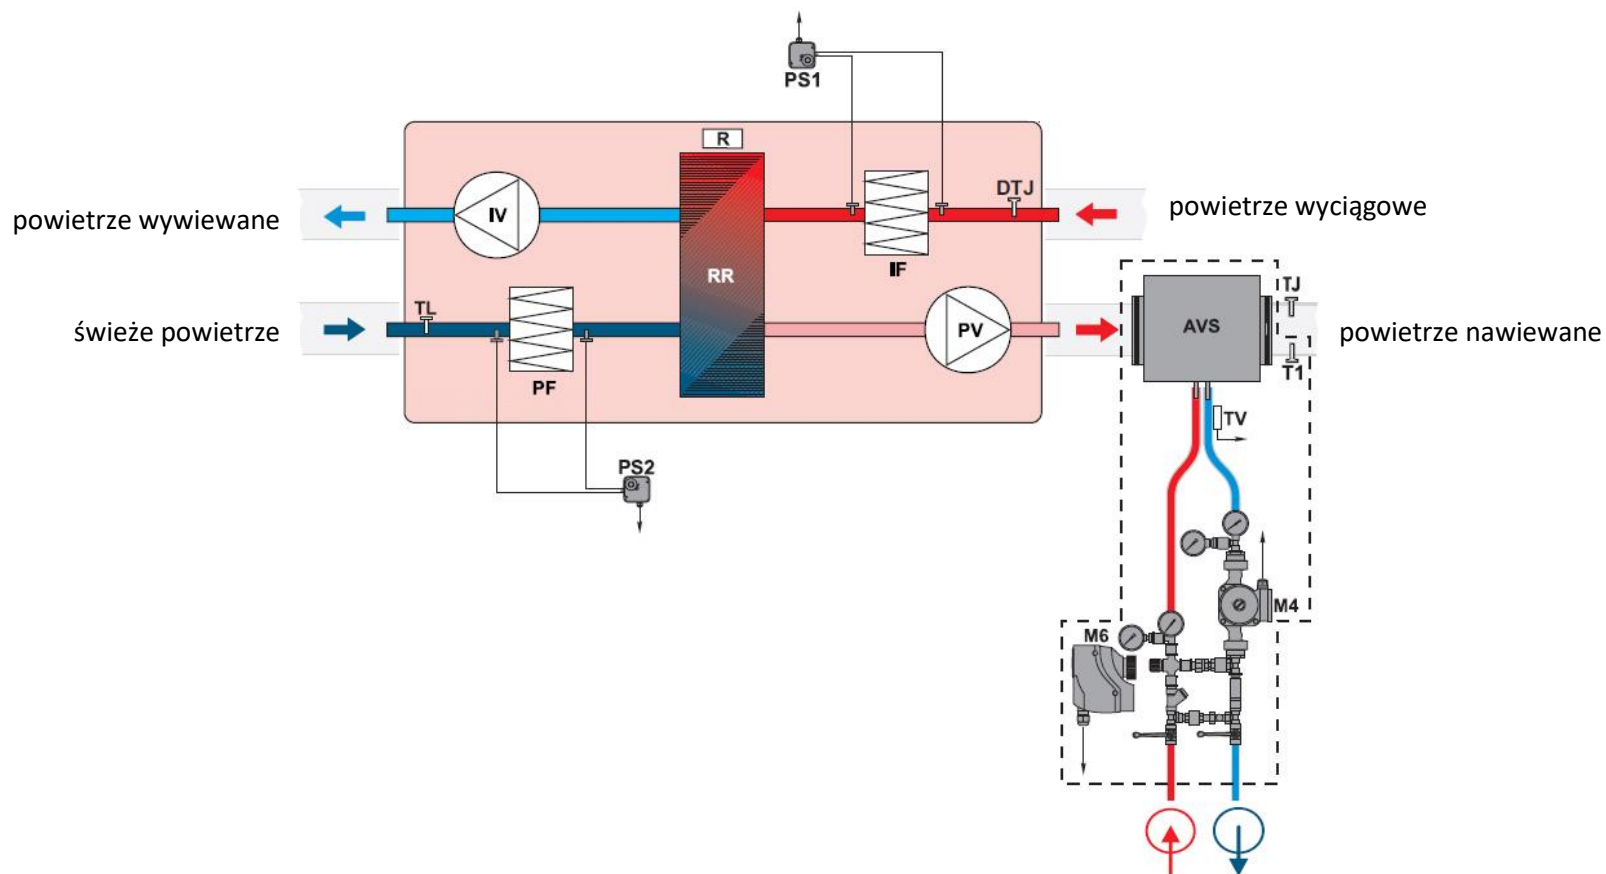 PS1
R
DTJ
powietrze wywiewane
IV
powietrze wyciągowe
IF
RR
TL
TJ
świeże powietrze
PV
AVS
powietrze nawiewane
T1
PF
TV
PS2
M4
M6